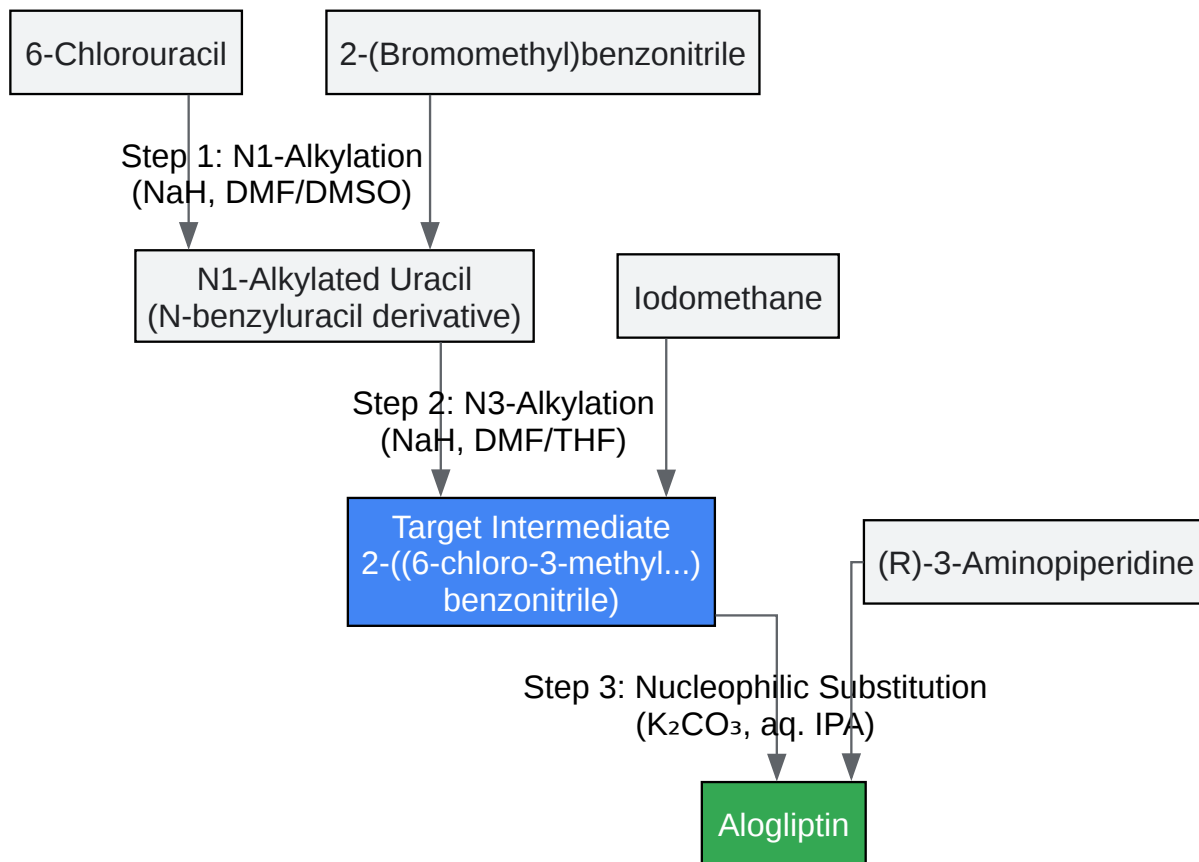 6-Chlorouracil
2-(Bromomethyl)benzonitrile
Step 1: N1-Alkylation
(NaH, DMF/DMSO)
N1-Alkylated Uracil
(N-benzyluracil derivative)
Iodomethane
Step 2: N3-Alkylation
(NaH, DMF/THF)
Target Intermediate
2-((6-chloro-3-methyl...)
benzonitrile)
(R)-3-Aminopiperidine
Step 3: Nucleophilic Substitution
(K₂CO₃, aq. IPA)
Alogliptin